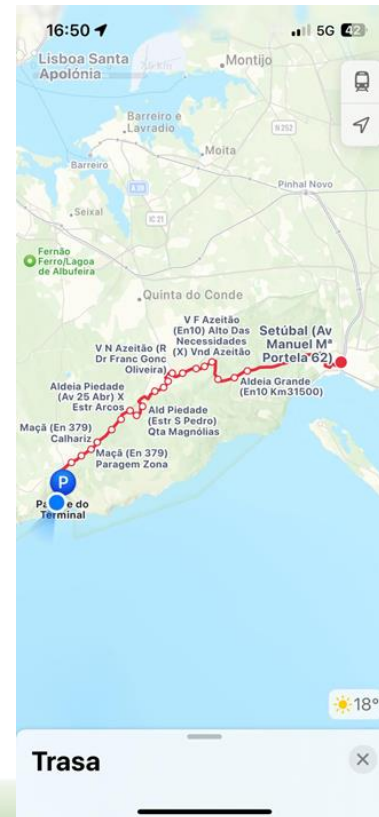 16:50
5G 42
Lisboa Santa
Apolónia
Montijo
Barreiro e
Lavradio
N 252
Moita
Barreiro
Pinhal Novo
Seixal
IC 21
Fernão
Ferro/Lagoa
de Albufeira
Quinta do Conde
V F Azeitão
(En10) Alto Das
Necessidades
(X) Vnd Azeitão
Setúbal (Av
Manuel Mª
Portela 62)
V N Azeitão (R
Dr Franc Gonc
Oliveira)
Aldeia Piedade
(Av 25 Abr) X
Estr Arcos
Aldeia Grande
(En10 Km31500)
Ald Piedade
(Estr S Pedro)
Qta Magnólias
Maçã (En 379)
Calhariz
Maçã (En 379)
Paragem Zona
P
Terminal
18°
Trasa